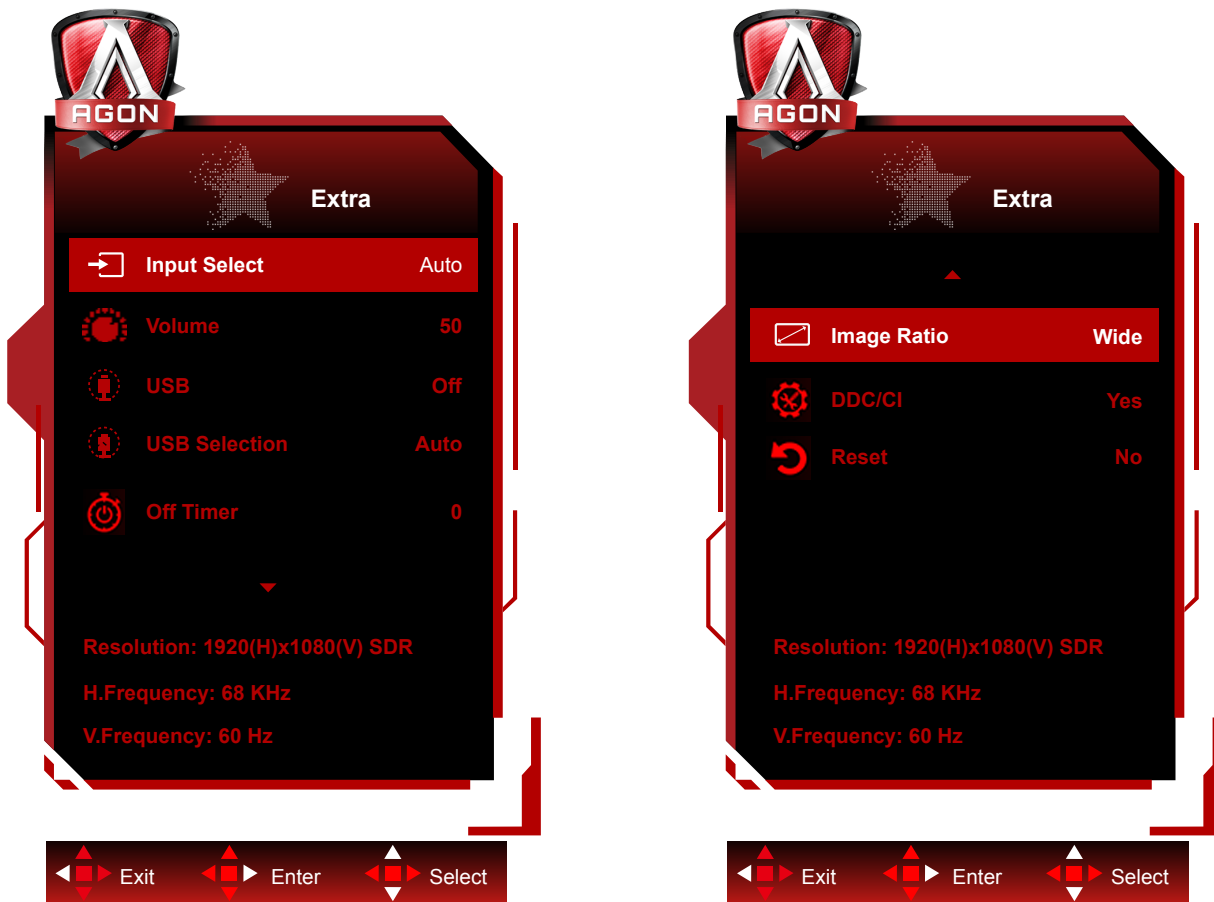 AGON
Extra
Input Select Auto
Volume 50
USB Off
USB Selection Auto
Off Timer 0
Resolution: 1920(H)x1080(V) SDR
H.Frequency: 68 KHz
V.Frequency: 60 Hz
Exit Enter Select
AGON
Extra
Image Ratio Wide
DDC/CI Yes
Reset No
Resolution: 1920(H)x1080(V) SDR
H.Frequency: 68 KHz
V.Frequency: 60 Hz
Exit Enter Select